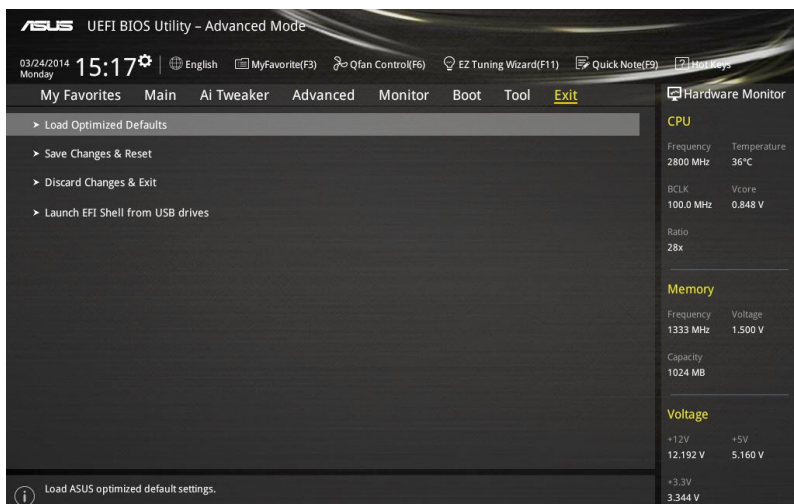 ASUS UEFI BIOS Utility – Advanced Mode
03/24/2014 Monday 15:17 English MyFavorite(F3) Qfan Control(F6) EZ Tuning Wizard(F11) Quick Note(F9) ? Hot Keys
My Favorites Main Ai Tweaker Advanced Monitor Boot Tool Exit
Hardware Monitor
> Load Optimized Defaults
> Save Changes & Reset
> Discard Changes & Exit
> Launch EFI Shell from USB drives
CPU
Frequency Temperature
2800 MHz 36°C
BCLK Vcore
100.0 MHz 0.848 V
Ratio
28x
Memory
Frequency Voltage
1333 MHz 1.500 V
Capacity
1024 MB
Voltage
+12V +5V
12.192 V 5.160 V
+3.3V
3.344 V
i Load ASUS optimized default settings.